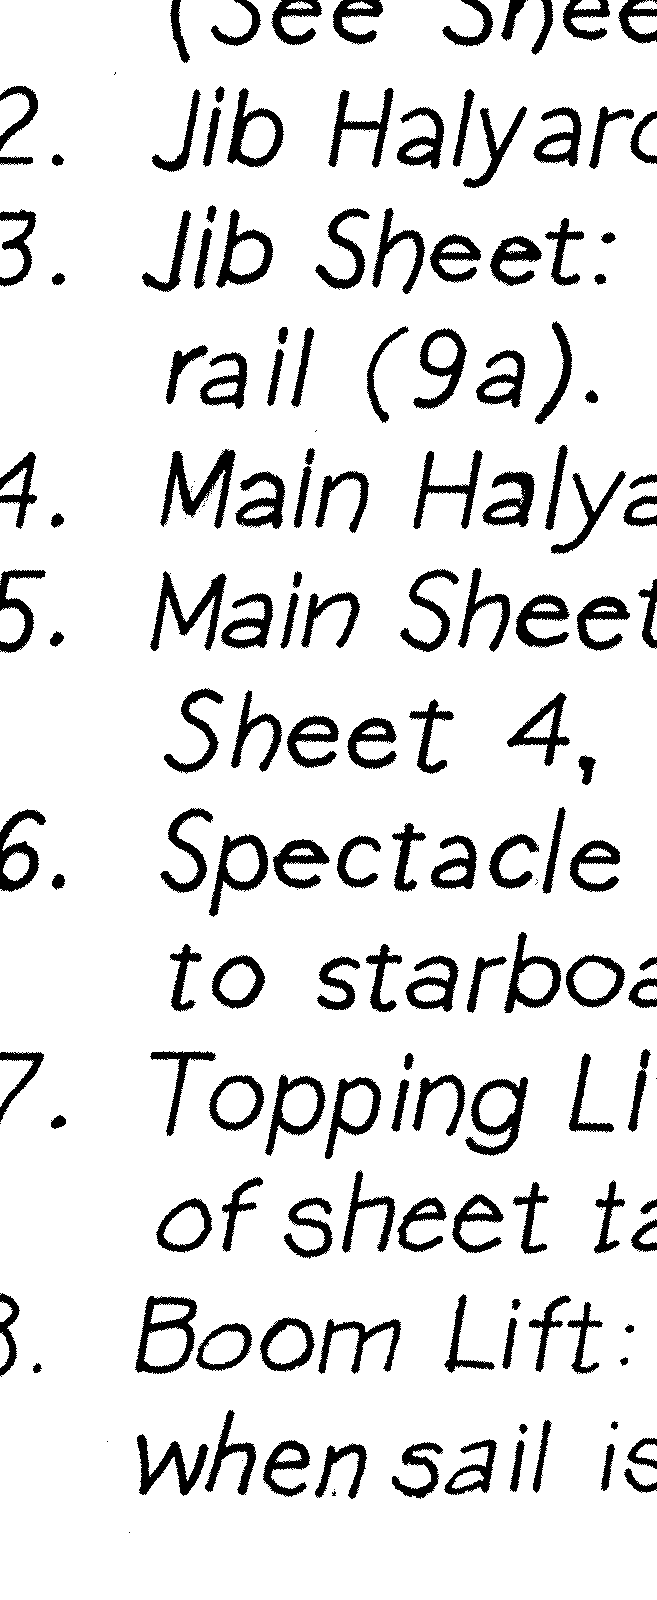 (See Shee
2. Jib Halyard
3. Jib Sheet:
rail (9a).
4. Main Halya
5. Main Sheet
Sheet 4,
6. Spectacle
to starboa
7. Topping Li
of sheet ta
8. Boom Lift:
when sail is